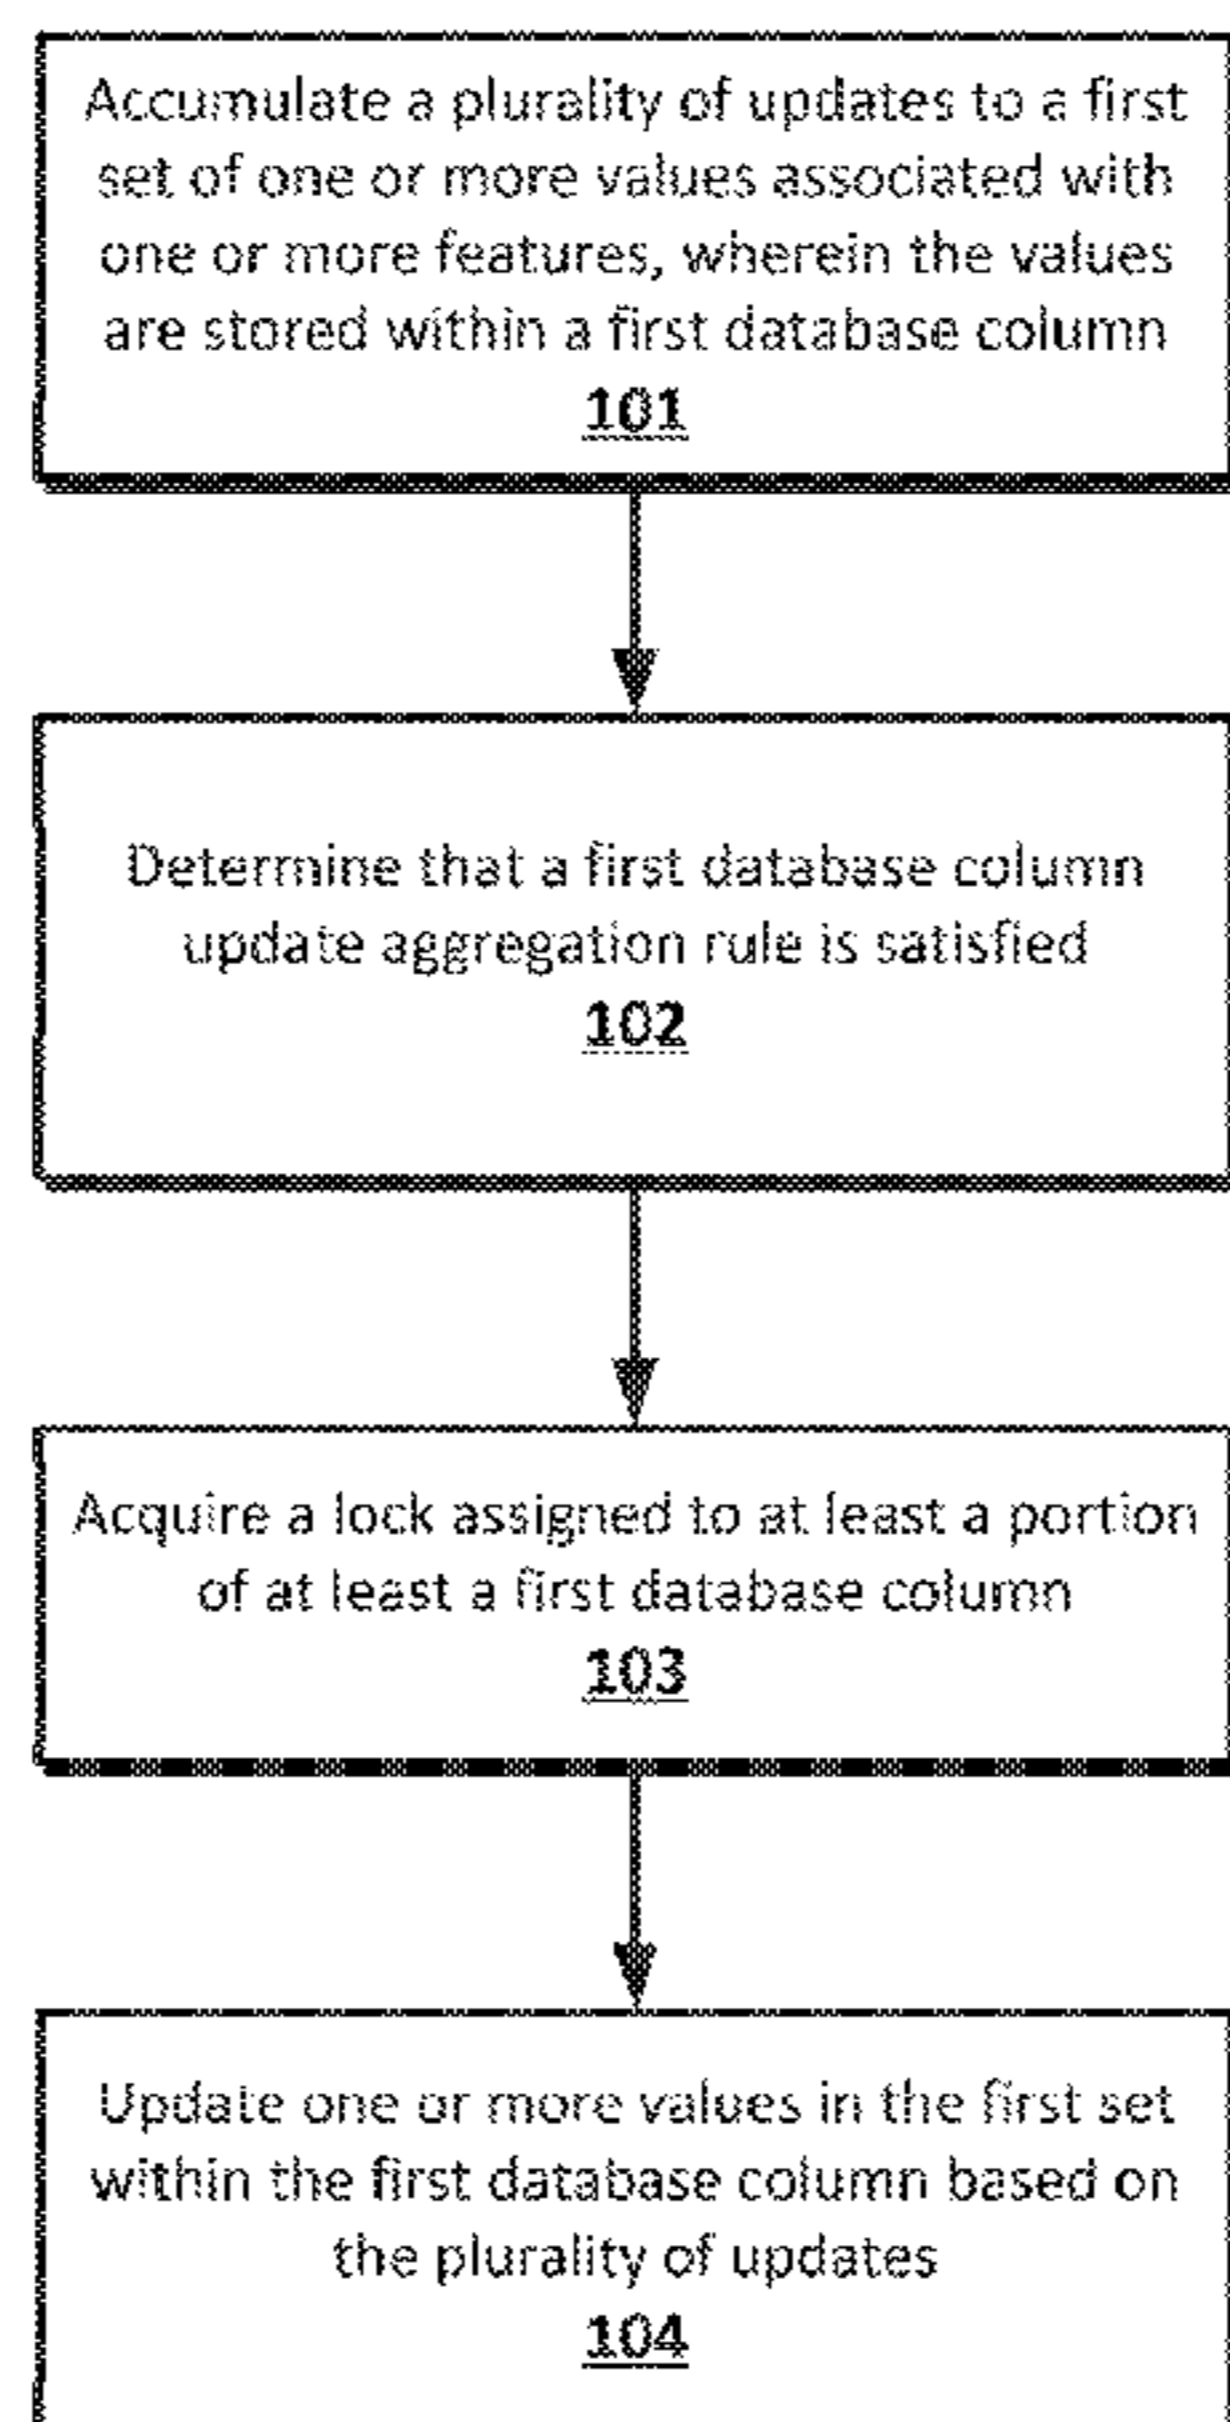 Accumulate a plurality of updates to a first
set of one or more values associated with
one or more features, wherein the values
are stored within a first database column
101
Determine that a first database column
update aggregation rule is satisfied
102
Acquire a lock assigned to at least a portion
of at least a first database column
103
Update one or more values in the first set
within the first database column based on
the plurality of updates
104